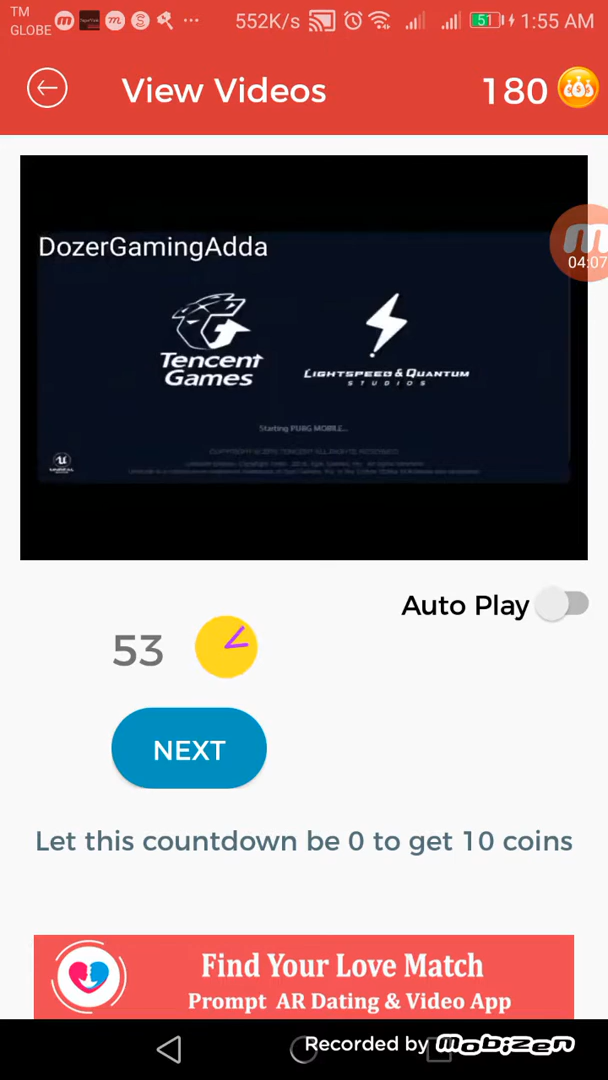 TM
GLOBE
552K/s
51
1:55 AM
View Videos
180
DozerGamingAdda
04:07
Tencent
Games
LIGHTSPEED & QUANTUM
STUDIOS
Starting PUBG MOBILE...
UNREAL
Auto Play
53
NEXT
Let this countdown be 0 to get 10 coins
Find Your Love Match
Prompt AR Dating & Video App
Recorded by Mobizen